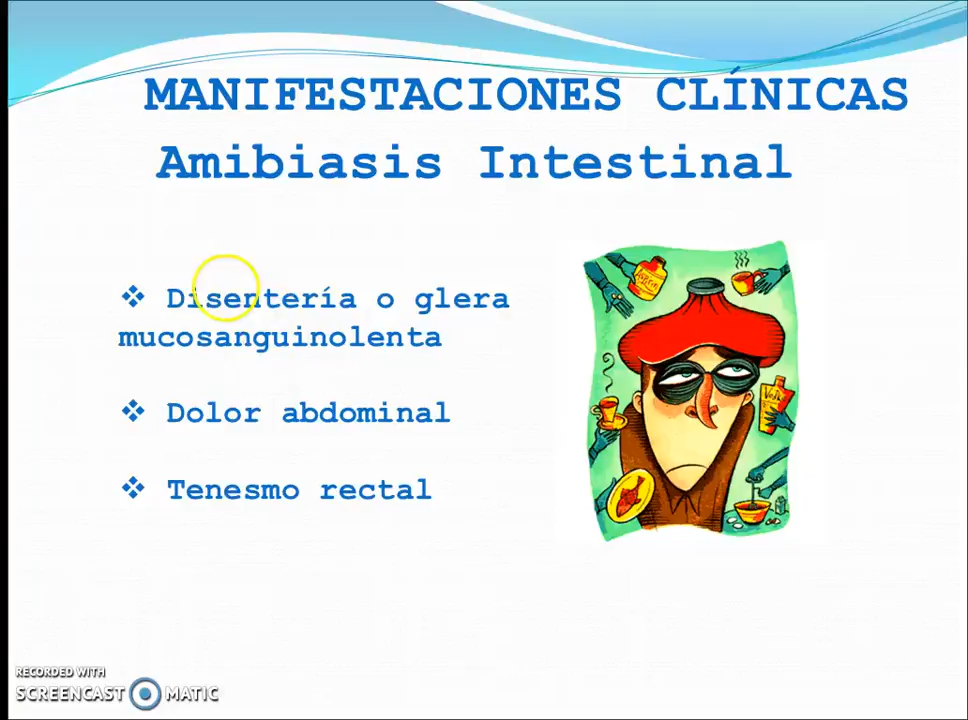 MANIFESTACIONES CLÍNICAS
Amibiasis Intestinal
❖ Disentería o glera
mucosanguinolenta
❖ Dolor abdominal
❖ Tenesmo rectal
RECORDED WITH
SCREENCAST MATIC